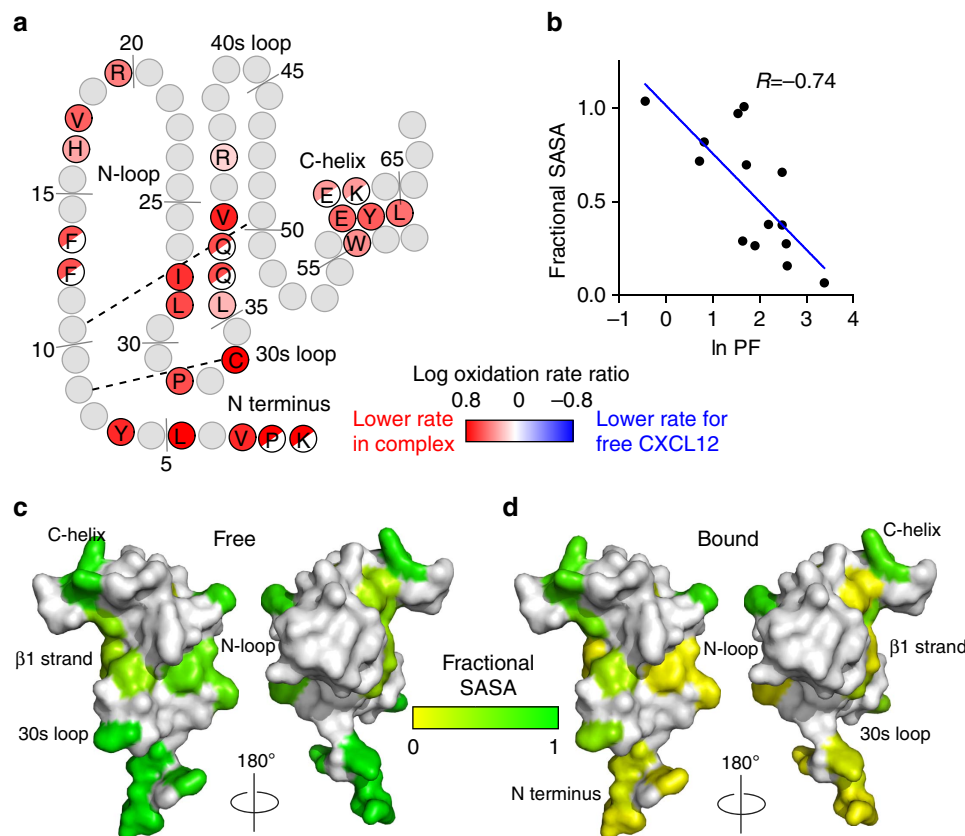 a
20
40s loop
45
R
V
H
N-loop
R
C-helix
65
15
25
E
K
V
E
Y
L
F
Q
50
W
55
F
I
Q
L
L
35
10
30
30s loop
C
P
N terminus
Y
L
V
P
K
5
Log oxidation rate ratio
0.8
0
−0.8
Lower rate
in complex
Lower rate for
free CXCL12
b
R=−0.74
Fractional SASA
1.0
0.5
0.0
−1
0
1
2
3
4
ln PF
c
C-helix
Free
β1 strand
N-loop
30s loop
180°
Fractional
SASA
0
1
d
Bound
C-helix
N-loop
β1 strand
30s loop
N terminus
180°